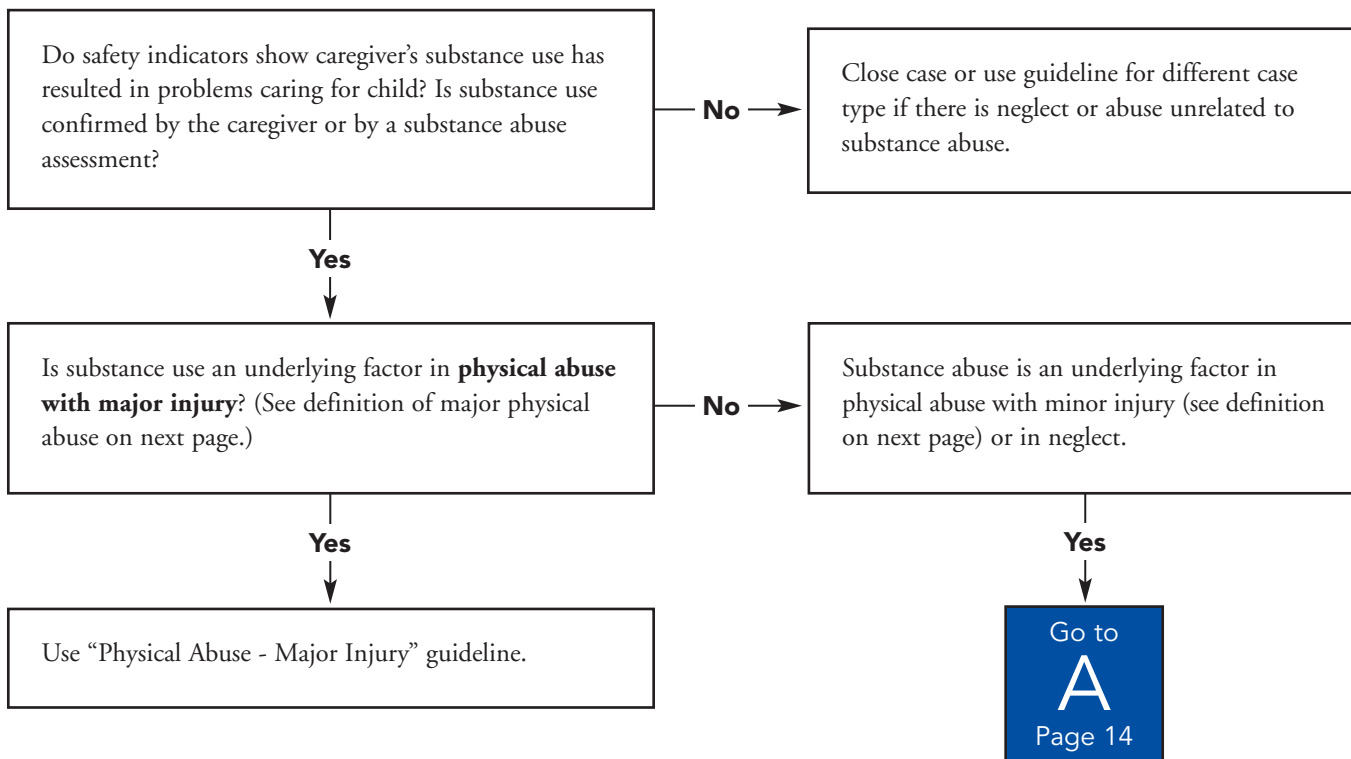 Do safety indicators show caregiver’s substance use has
resulted in problems caring for child? Is substance use
confirmed by the caregiver or by a substance abuse
assessment?
No
Close case or use guideline for different case
type if there is neglect or abuse unrelated to
substance abuse.
Yes
Is substance use an underlying factor in physical abuse
with major injury? (See definition of major physical
abuse on next page.)
No
Substance abuse is an underlying factor in
physical abuse with minor injury (see definition
on next page) or in neglect.
Yes
Yes
Use “Physical Abuse - Major Injury” guideline.
Go to
A
Page 14